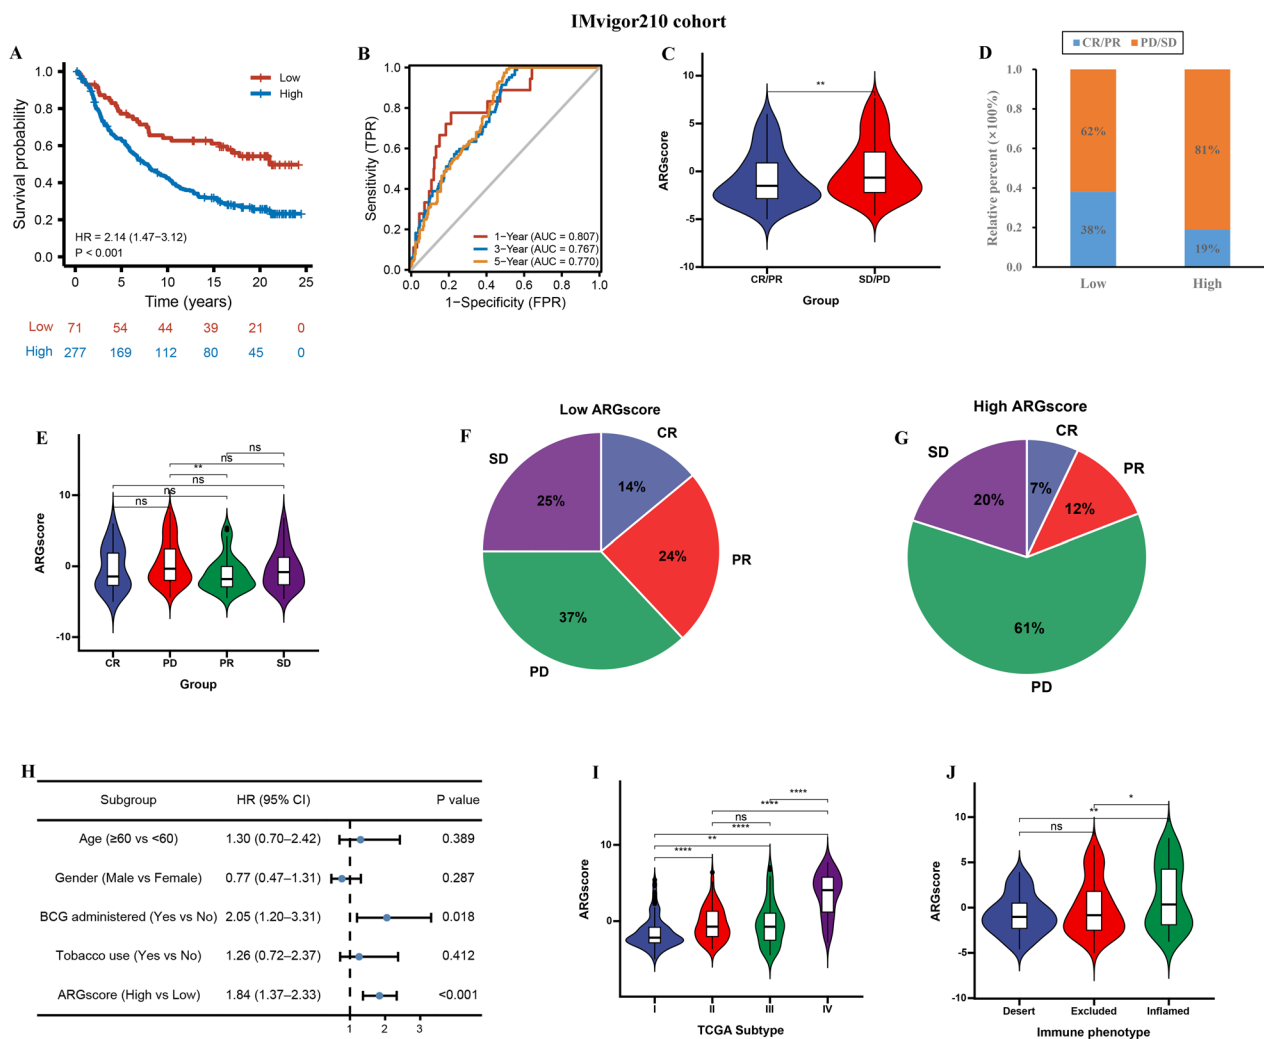 IMvigor210 cohort
A
Survival probability
1.0
0.8
0.6
0.4
0.2
0.0
Low
High
HR = 2.14 (1.47−3.12)
P < 0.001
0 5 10 15 20 25
Time (years)
Low 71 54 44 39 21 0
High 277 169 112 80 45 0
B
Sensitivity (TPR)
1.0
0.8
0.6
0.4
0.2
0.0
1-Year (AUC = 0.807)
3-Year (AUC = 0.767)
5-Year (AUC = 0.770)
0.0 0.2 0.4 0.6 0.8 1.0
1−Specificity (FPR)
C
ARGscore
10
5
0
-5
-10
**
CR/PR SD/PD
Group
D
CR/PR PD/SD
Relative percent (×100%)
1.0
0.8
0.6
0.4
0.2
0.0
62%
38%
81%
19%
Low High
E
ARGscore
10
0
-10
ns
ns
**
ns
ns
ns
CR PD PR SD
Group
F
Low ARGscore
CR
14%
PR
24%
PD
37%
SD
25%
G
High ARGscore
CR
7%
PR
12%
PD
61%
SD
20%
H
Subgroup HR (95% CI) P value
Age (≥60 vs <60) 1.30 (0.70–2.42) 0.389
Gender (Male vs Female) 0.77 (0.47–1.31) 0.287
BCG administered (Yes vs No) 2.05 (1.20–3.31) 0.018
Tobacco use (Yes vs No) 1.26 (0.72–2.37) 0.412
ARGscore (High vs Low) 1.84 (1.37–2.33) <0.001
1 2 3
I
ARGscore
10
0
****
****
ns
****
**
****
I II III IV
TCGA Subtype
J
ARGscore
10
5
0
-5
-10
*
**
ns
Desert Excluded Inflamed
Immune phenotype